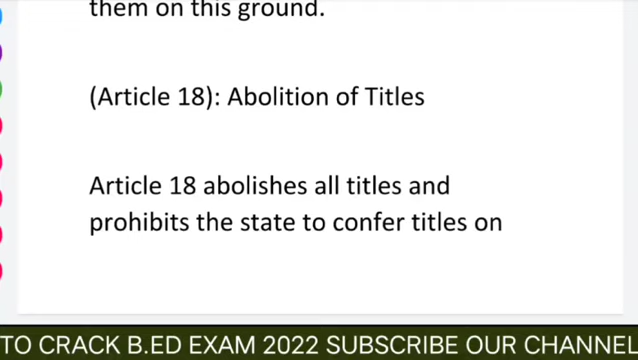 them on this ground.
(Article 18): Abolition of Titles
Article 18 abolishes all titles and
prohibits the state to confer titles on
TO CRACK B.ED EXAM 2022 SUBSCRIBE OUR CHANNEL